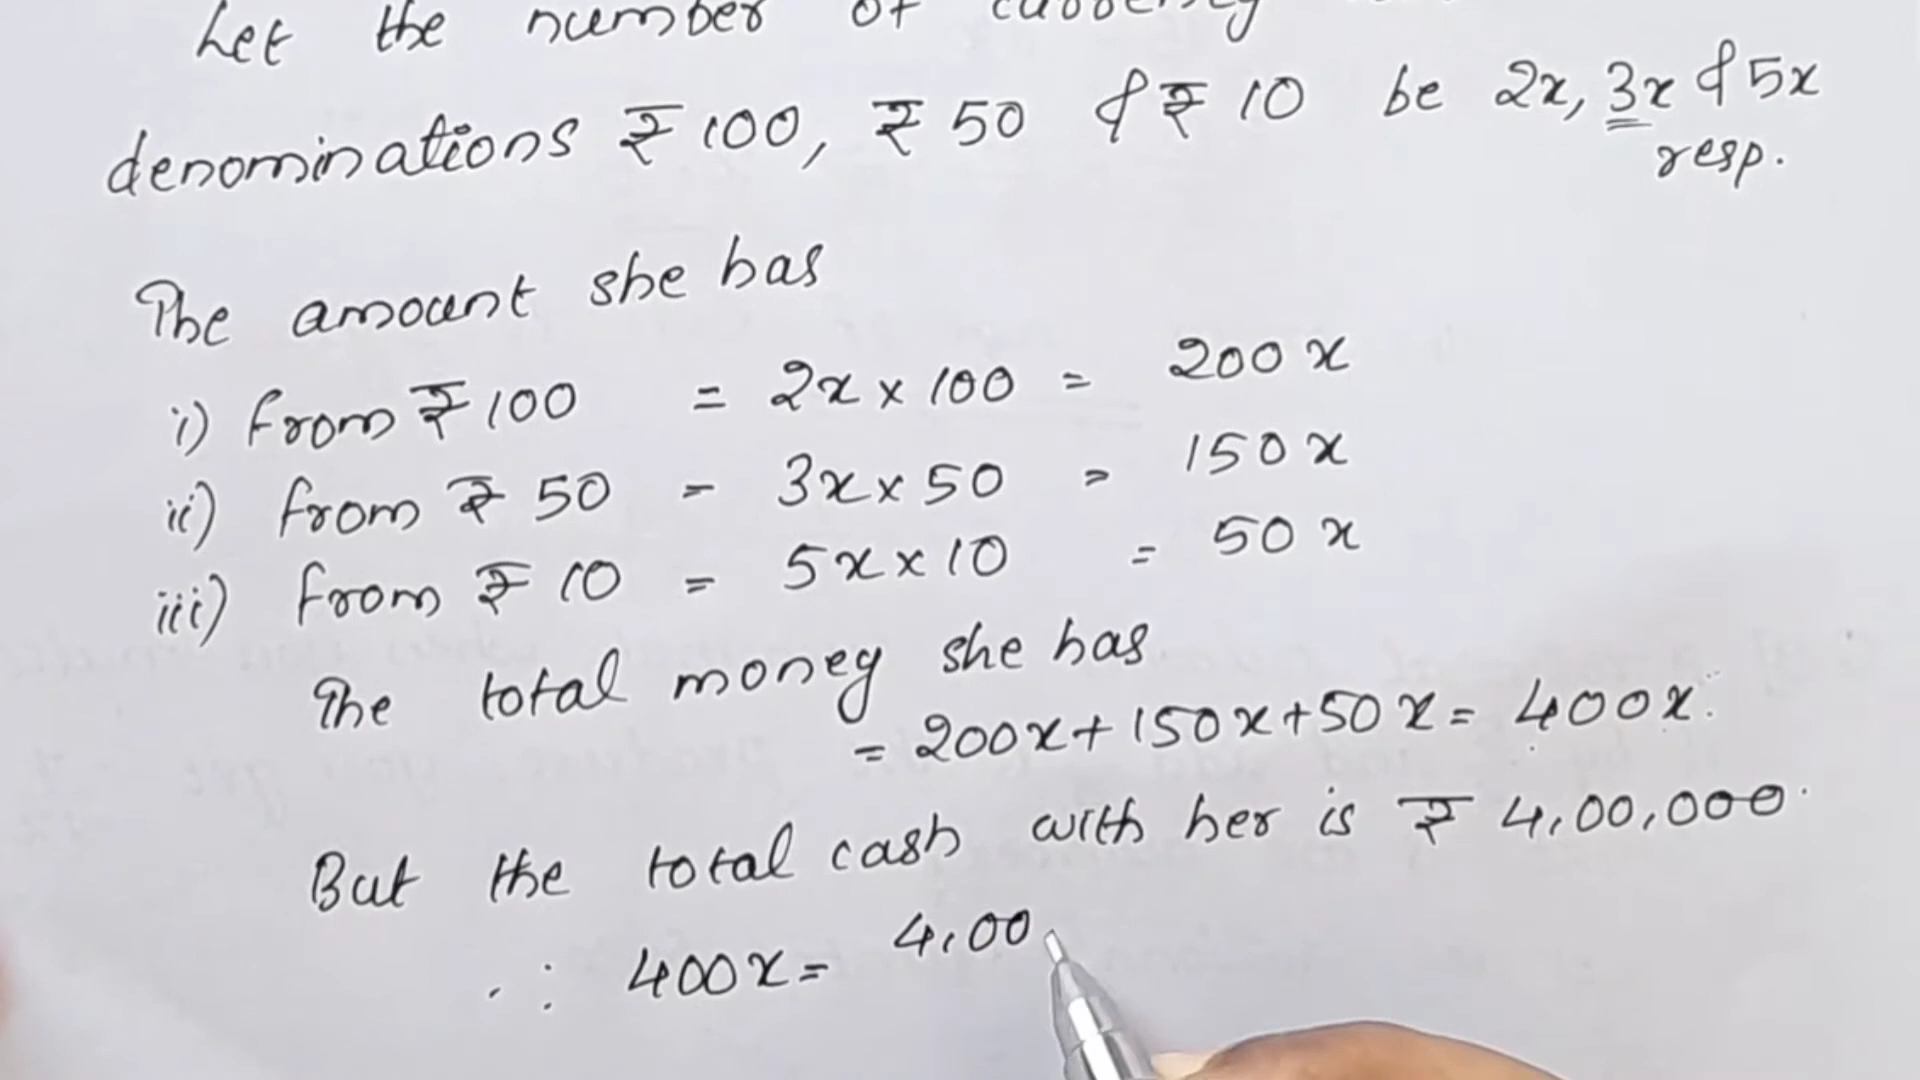 Let the number of currency
denominations ₹100, ₹50 & ₹10 be 2x, 3x & 5x
resp.
The amount she has
i) from ₹100 = 2x × 100 = 200x
ii) from ₹50 = 3x × 50 = 150x
iii) from ₹10 = 5x × 10 = 50x
The total money she has
= 200x + 150x + 50x = 400x.
But the total cash with her is ₹4,00,000.
∴ 400x = 4,00